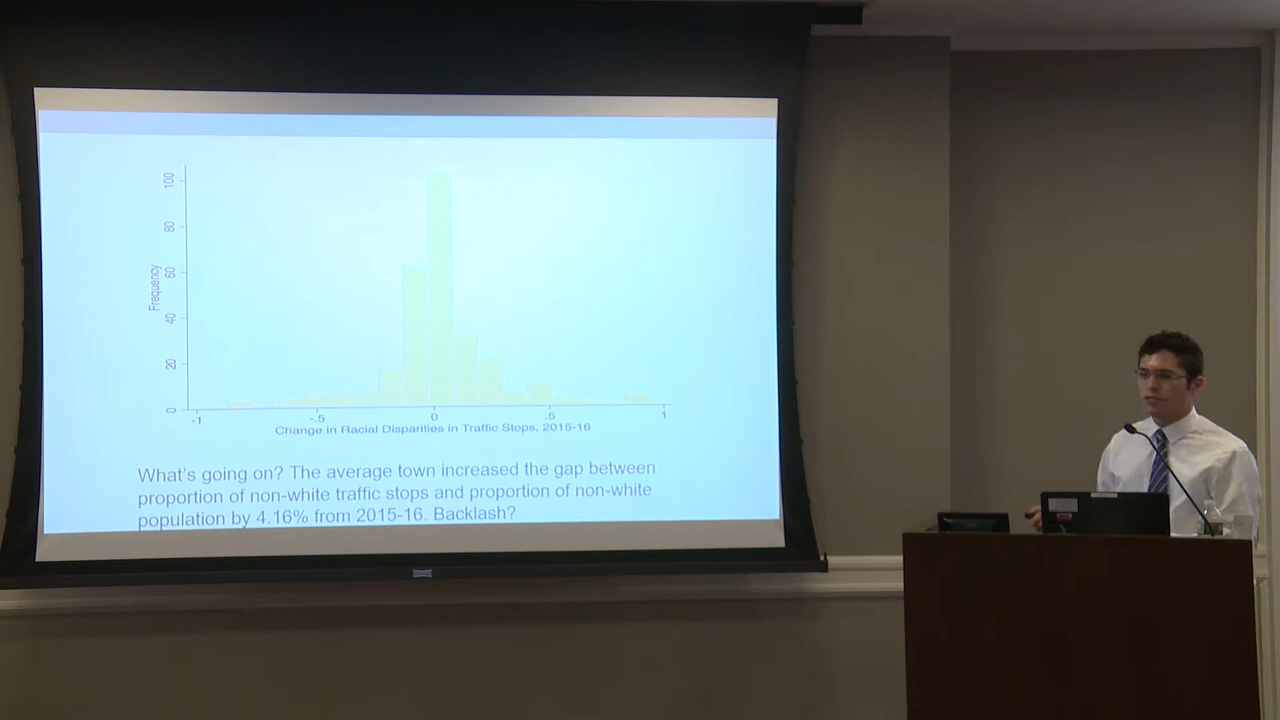 100
80
60
40
20
0
Frequency
-1
-.5
0
.5
1
Change in Racial Disparities in Traffic Stops, 2015-16
What's going on? The average town increased the gap between
proportion of non-white traffic stops and proportion of non-white
population by 4.16% from 2015-16. Backlash?